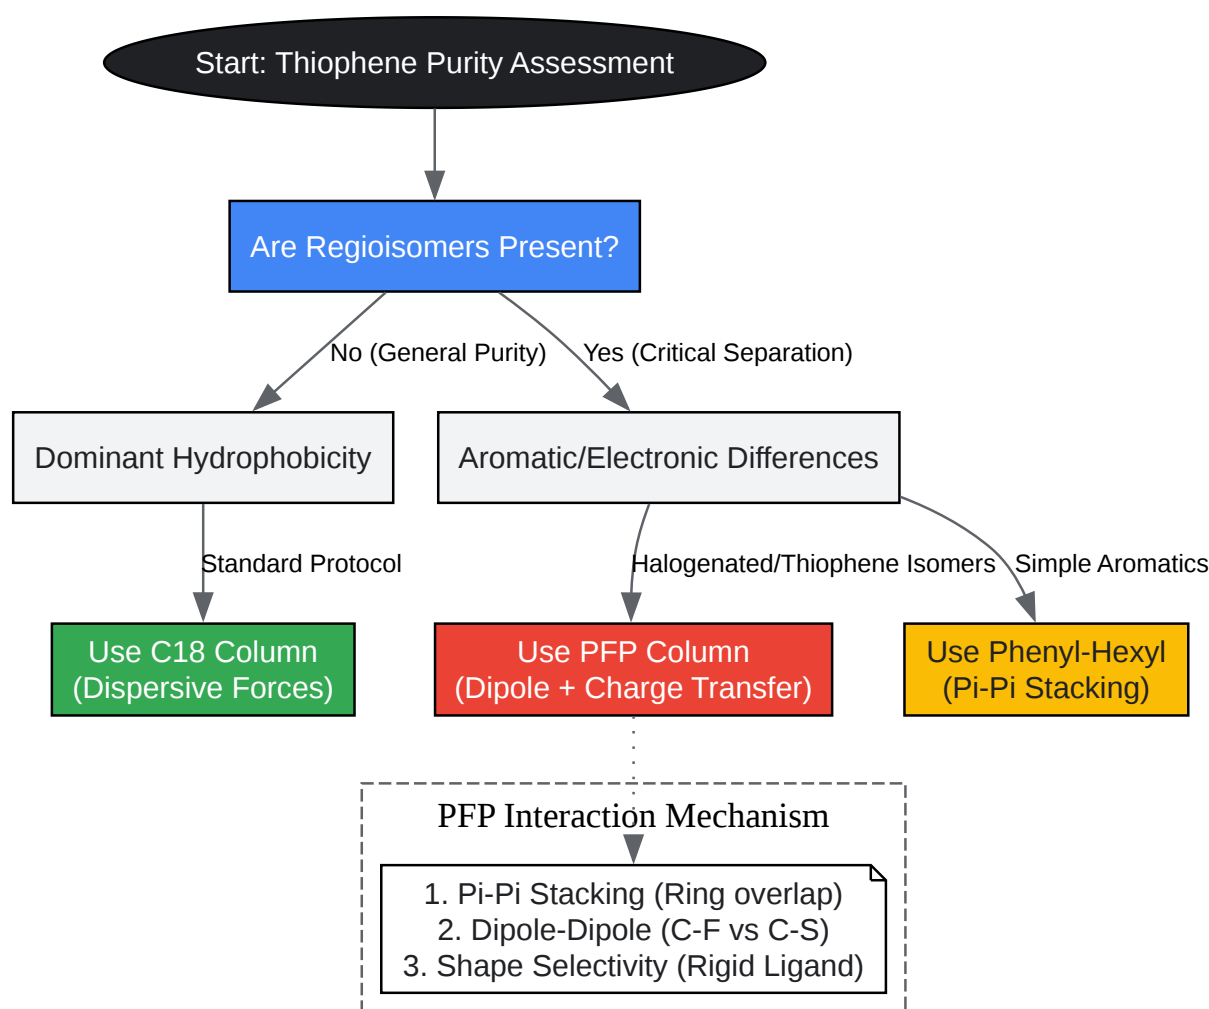 Start: Thiophene Purity Assessment
Are Regioisomers Present?
No (General Purity)
Yes (Critical Separation)
Dominant Hydrophobicity
Aromatic/Electronic Differences
Standard Protocol
Halogenated/Thiophene Isomers
Simple Aromatics
Use C18 Column
(Dispersive Forces)
Use PFP Column
(Dipole + Charge Transfer)
Use Phenyl-Hexyl
(Pi-Pi Stacking)
PFP Interaction Mechanism
1. Pi-Pi Stacking (Ring overlap)
2. Dipole-Dipole (C-F vs C-S)
3. Shape Selectivity (Rigid Ligand)